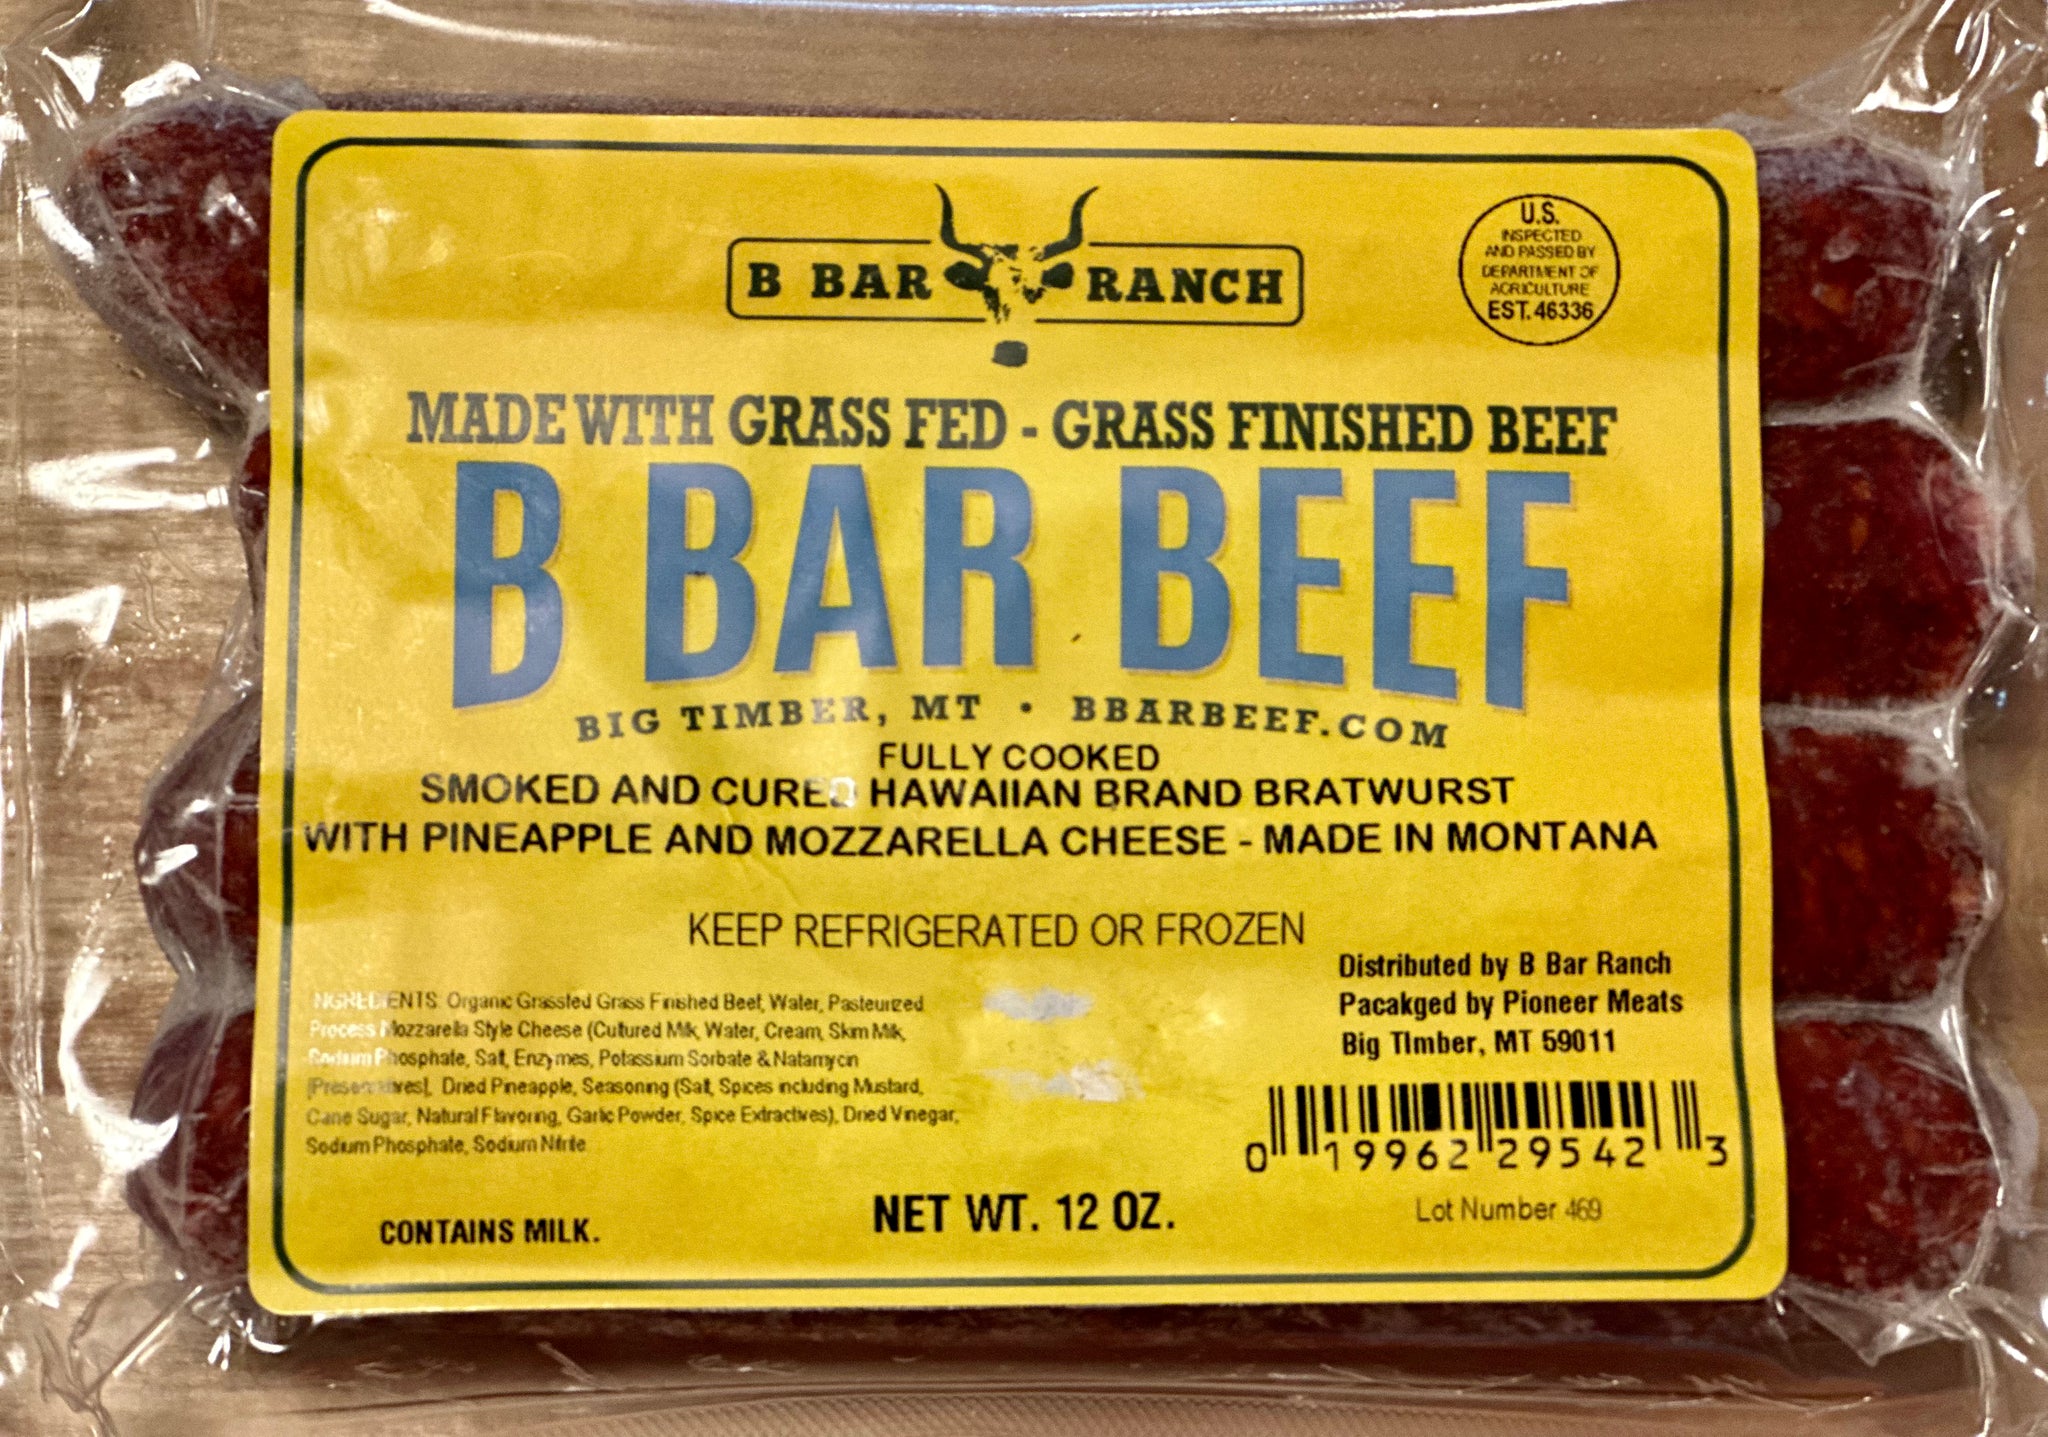 B BAR RANCH
U.S.
INSPECTED
AND PASSED BY
DEPARTMENT OF
AGRICULTURE
EST. 46336
MADE WITH GRASS FED - GRASS FINISHED BEEF
B BAR BEEF
BIG TIMBER, MT • BBARBEEF.COM
FULLY COOKED
SMOKED AND CURED HAWAIIAN BRAND BRATWURST
WITH PINEAPPLE AND MOZZARELLA CHEESE - MADE IN MONTANA
KEEP REFRIGERATED OR FROZEN
INGREDIENTS: Organic Grassfed Grass Finished Beef, Water, Pasteurized
Process Mozzarella Style Cheese (Cultured Milk, Water, Cream, Skim Milk,
Sodium Phosphate, Salt, Enzymes, Potassium Sorbate & Natamycin
[Preservatives], Dried Pineapple, Seasoning (Salt, Spices including Mustard,
Cane Sugar, Natural Flavoring, Garlic Powder, Spice Extractives), Dried Vinegar,
Sodium Phosphate, Sodium Nitrite
CONTAINS MILK.
NET WT. 12 OZ.
Distributed by B Bar Ranch
Pacakged by Pioneer Meats
Big TImber, MT 59011
0 19962 29542 3
Lot Number 469